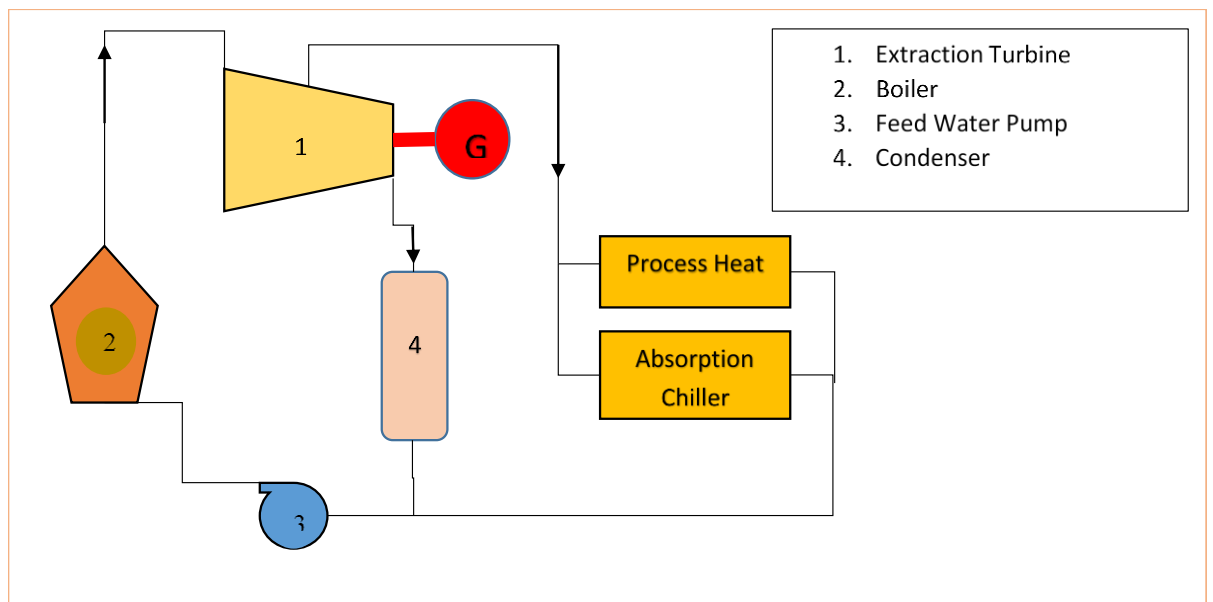 1. Extraction Turbine
2. Boiler
3. Feed Water Pump
4. Condenser
1
G
Process Heat
2
4
Absorption
Chiller
3